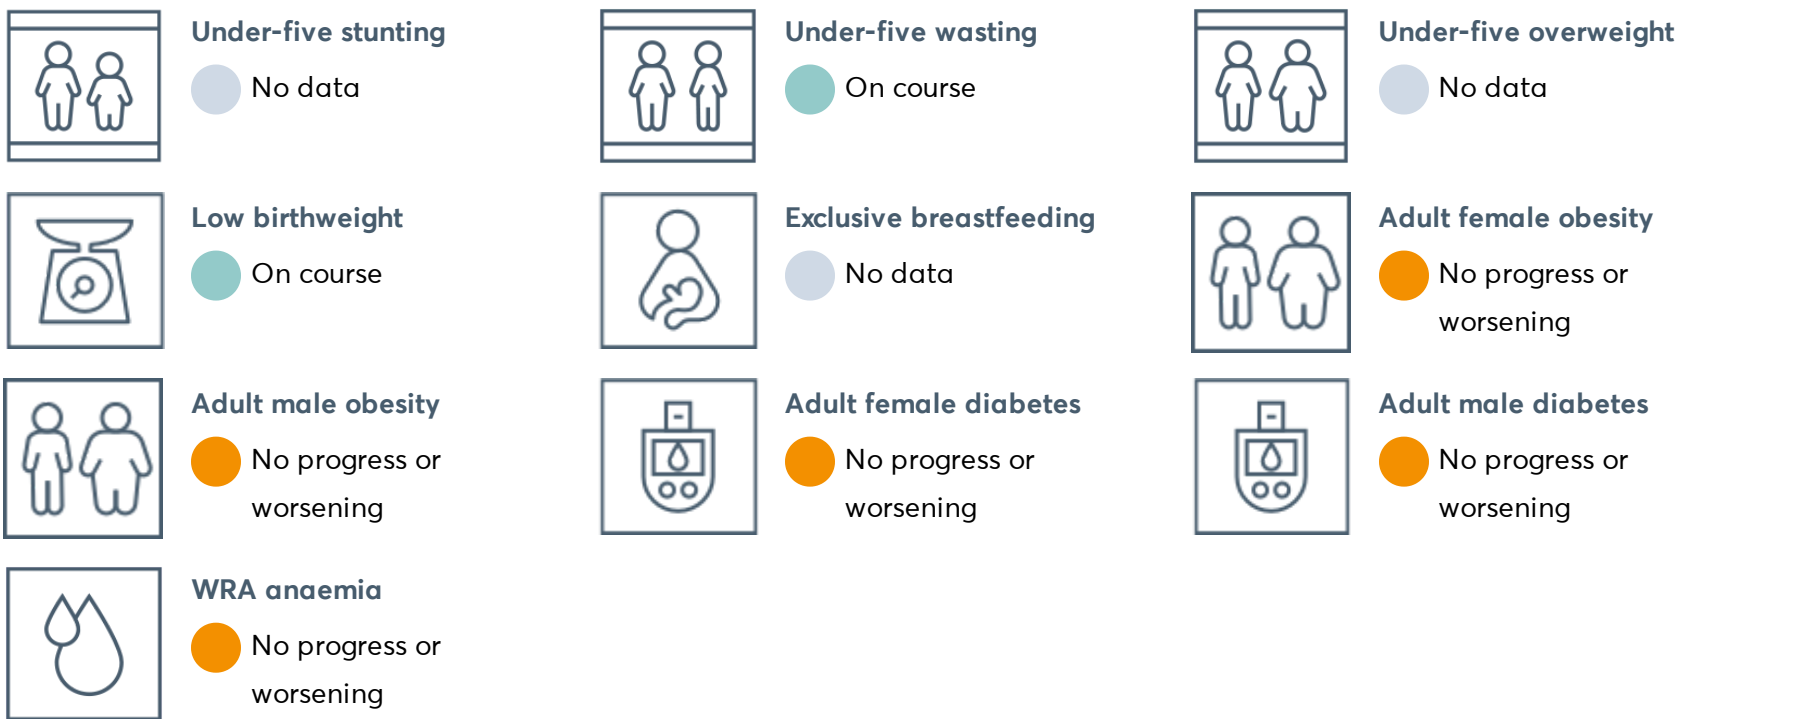 Under-five stunting
No data
Under-five wasting
On course
Under-five overweight
No data
Low birthweight
On course
Exclusive breastfeeding
No data
Adult female obesity
No progress or
worsening
Adult male obesity
No progress or
worsening
Adult female diabetes
No progress or
worsening
Adult male diabetes
No progress or
worsening
WRA anaemia
No progress or
worsening